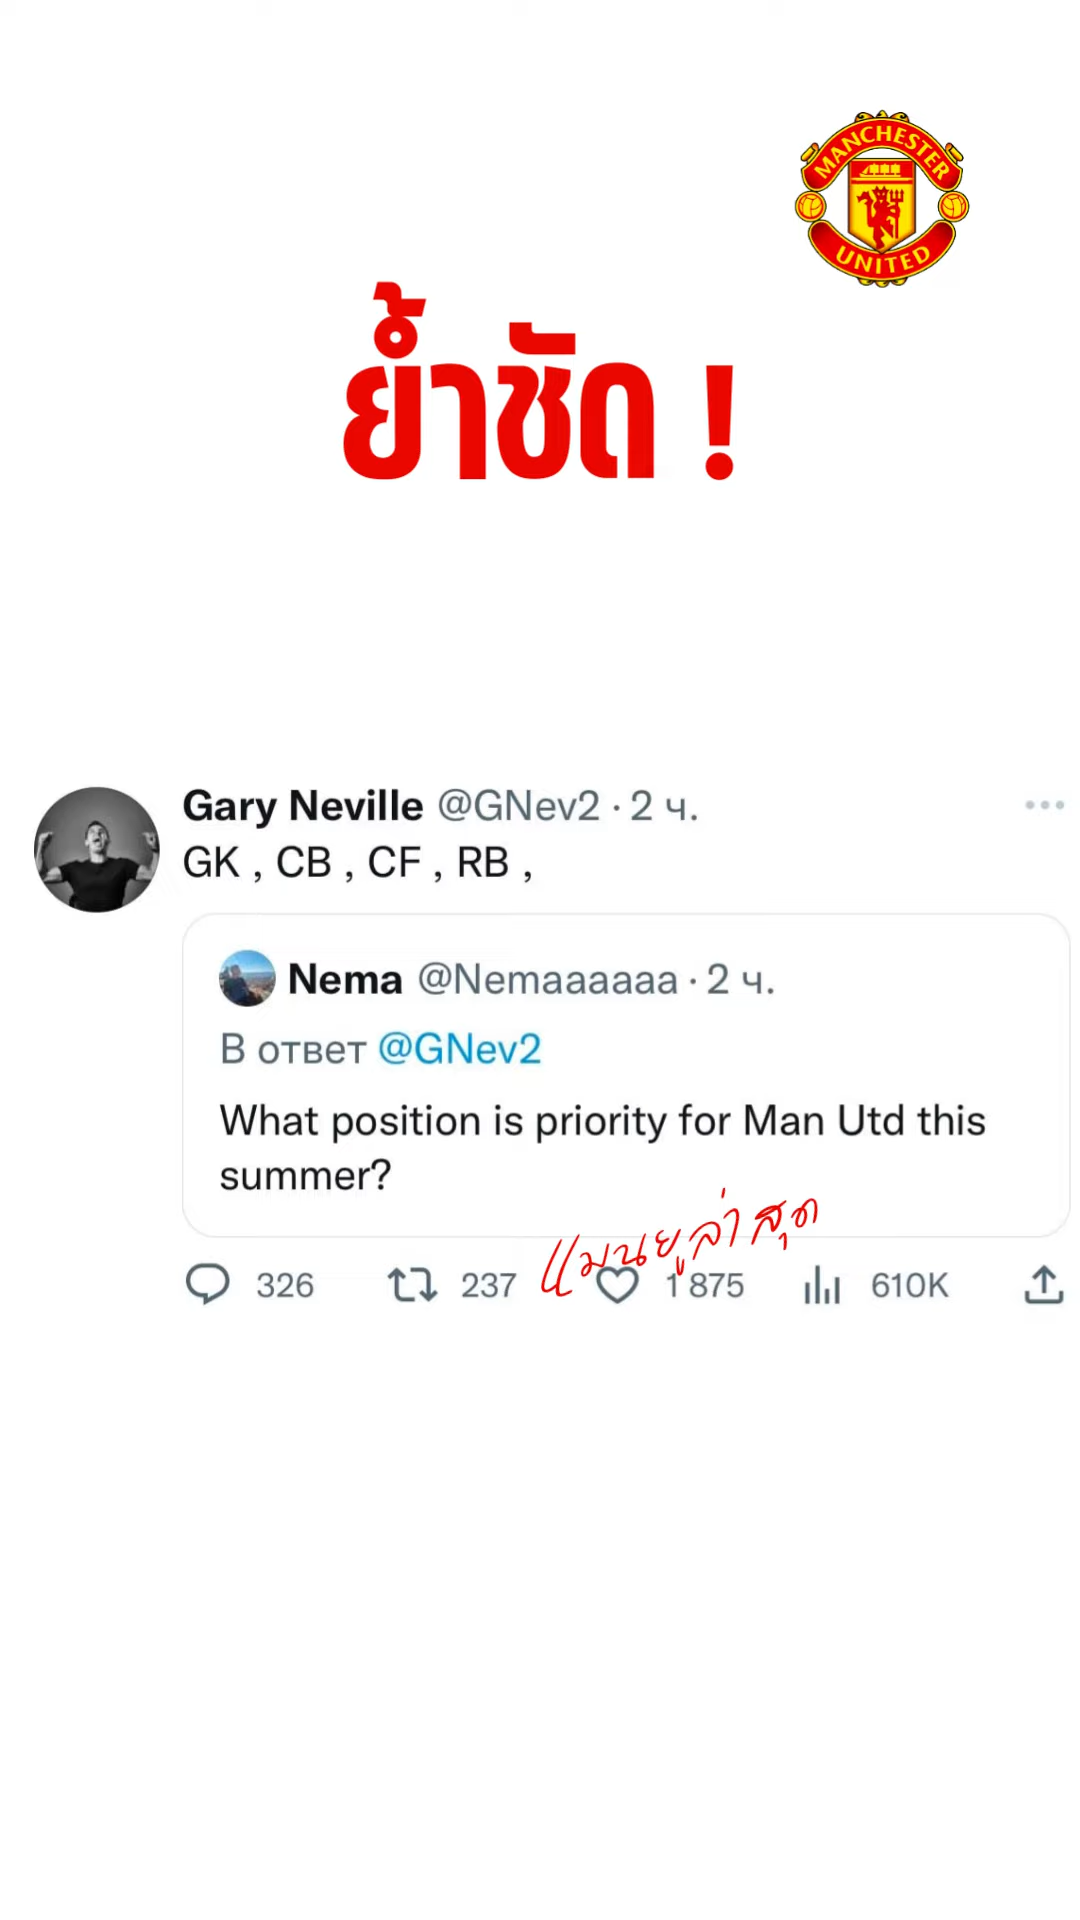 MANCHESTER
UNITED
ย้ำชัด !
Gary Neville @GNev2 · 2 ч.
GK , CB , CF , RB ,
Nema @Nemaaaaaa · 2 ч.
В ответ @GNev2
What position is priority for Man Utd this
summer?
แมนยูล่าสุด
326 237 1 875 610K